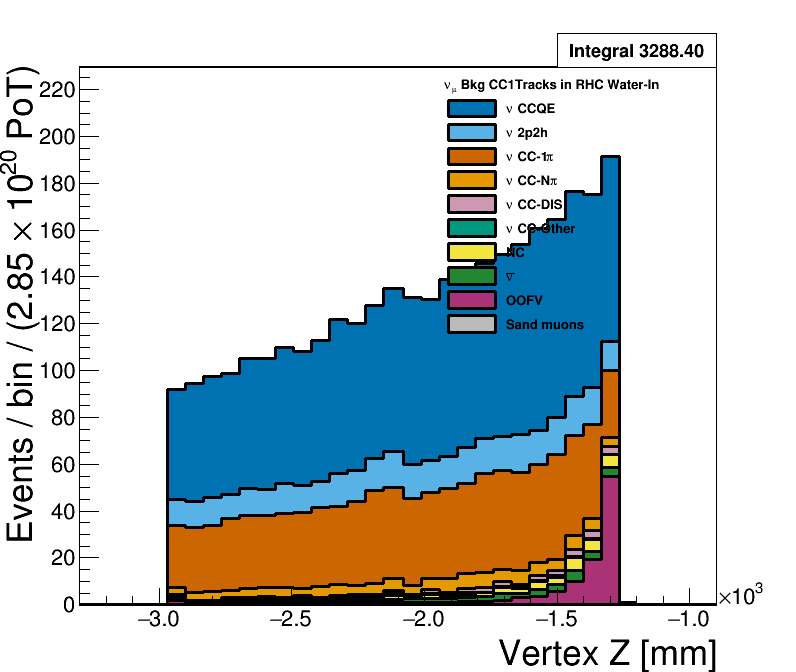 Integral 3288.40
ν_μ Bkg CC1Tracks in RHC Water-In
ν CCQE
ν 2p2h
ν CC-1π
ν CC-Nπ
ν CC-DIS
ν CC-Other
NC
ν̅
OOFV
Sand muons
Events / bin / (2.85 × 10^20 PoT)
220
200
180
160
140
120
100
80
60
40
20
0
−3.0 −2.5 −2.0 −1.5 −1.0
×10^3
Vertex Z [mm]